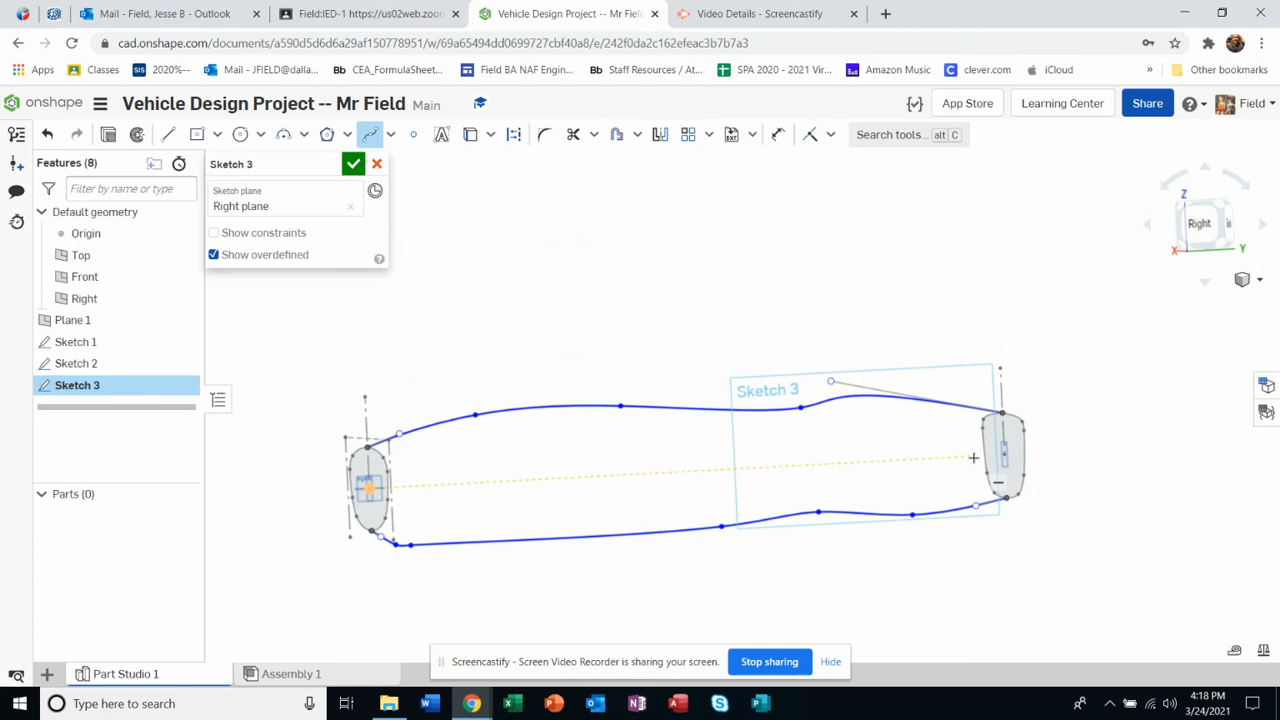 Mail - Field, Jesse B - Outlook
Field:IED-1 https://us02web.zoom
Vehicle Design Project -- Mr Field
Video Details - Screencastify
cad.onshape.com/documents/a590d5d6d6a29af150778951/w/69a65494dd0699727cbf40a8/e/242f0da2c162efeac3b7b7a3
Apps
Classes
2020%--
Mail - JFIELD@dalla...
CEA_FormulaSheet...
Field BA NAF Engin...
Staff Resources / At...
SPA 2020 - 2021 Vir...
Amazon Music
clever.com
iCloud
Other bookmarks
onshape
Vehicle Design Project -- Mr Field
Main
App Store
Learning Center
Share
Field
Search tools...
alt C
Features (8)
Filter by name or type
Default geometry
Origin
Top
Front
Right
Plane 1
Sketch 1
Sketch 2
Sketch 3
Parts (0)
Sketch 3
Sketch plane
Right plane
Show constraints
Show overdefined
Z
Right
X
Y
Sketch 3
Screencastify - Screen Video Recorder is sharing your screen.
Stop sharing
Hide
Part Studio 1
Assembly 1
Type here to search
4:18 PM
3/24/2021